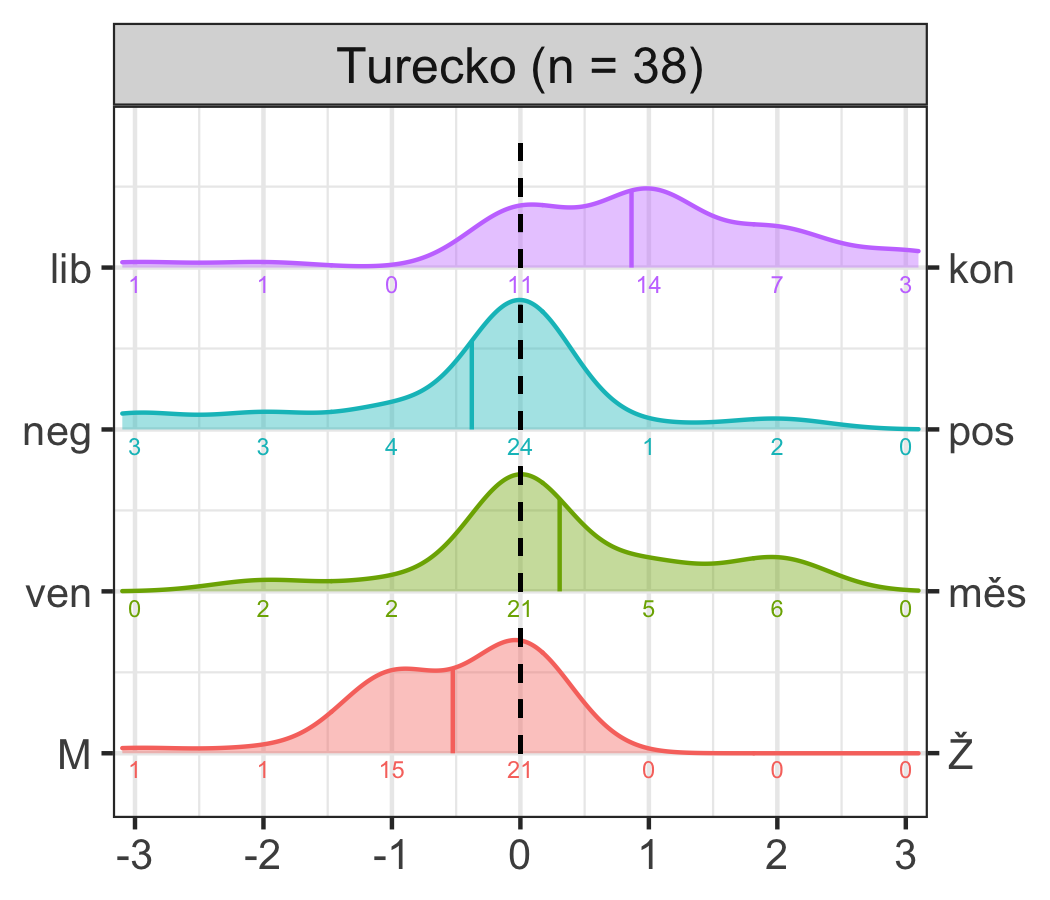 Turecko (n = 38)
lib kon
1 1 0 11 14 7 3
neg pos
3 3 4 24 1 2 0
ven měs
0 2 2 21 5 6 0
M Ž
1 1 15 21 0 0 0
-3 -2 -1 0 1 2 3